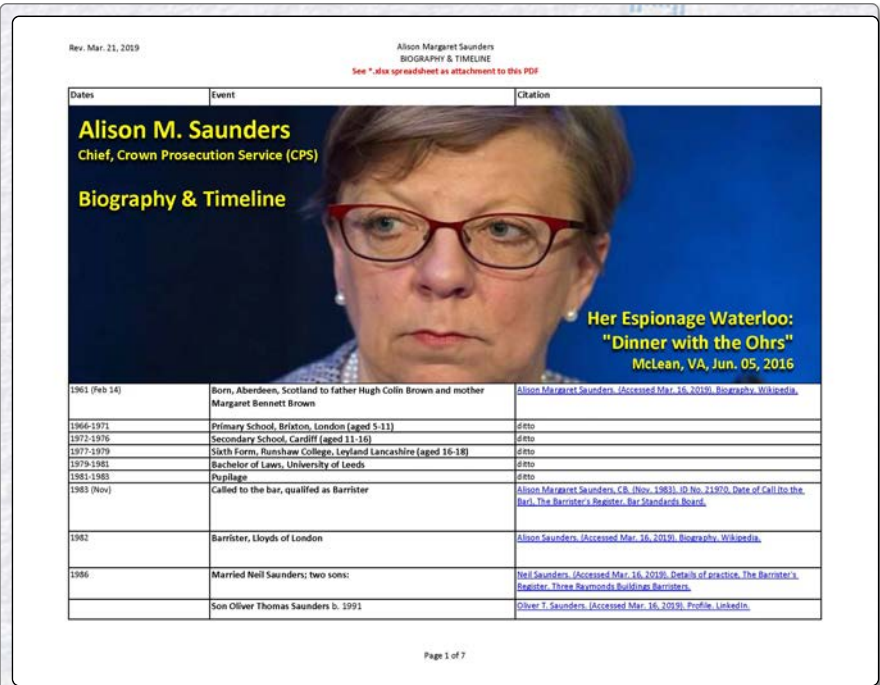 Rev. Mar. 21, 2019
Alison Margaret Saunders
BIOGRAPHY & TIMELINE
See *.xlsx spreadsheet as attachment to this PDF
Dates Event Citation
Alison M. Saunders
Chief, Crown Prosecution Service (CPS)
Biography & Timeline
Her Espionage Waterloo:
"Dinner with the Ohrs"
McLean, VA, Jun. 05, 2016
1961 (Feb 14) Born, Aberdeen, Scotland to father Hugh Colin Brown and mother Alison Margaret Saunders. (Accessed Mar. 16, 2019). Biography. Wikipedia.
Margaret Bennett Brown
1966-1971 Primary School, Brixton, London (aged 5-11) ditto
1972-1976 Secondary School, Cardiff (aged 11-16) ditto
1977-1979 Sixth Form, Runshaw College, Leyland Lancashire (aged 16-18) ditto
1979-1981 Bachelor of Laws, University of Leeds ditto
1981-1983 Pupilage ditto
1983 (Nov) Called to the bar, qualifed as Barrister Alison Margaret Saunders, CB. (Nov. 1983). ID No. 21970, Date of Call (to the
Bar). The Barrister's Register. Bar Standards Board.
1982 Barrister, Lloyds of London Alison Saunders. (Accessed Mar. 16, 2019). Biography. Wikipedia.
1986 Married Neil Saunders; two sons: Neil Saunders. (Accessed Mar. 16, 2019). Details of practice, The Barrister's
Register. Three Raymonds Buildings Barristers.
Son Oliver Thomas Saunders b. 1991 Oliver T. Saunders. (Accessed Mar. 16, 2019). Profile. LinkedIn.
Page 1 of 7